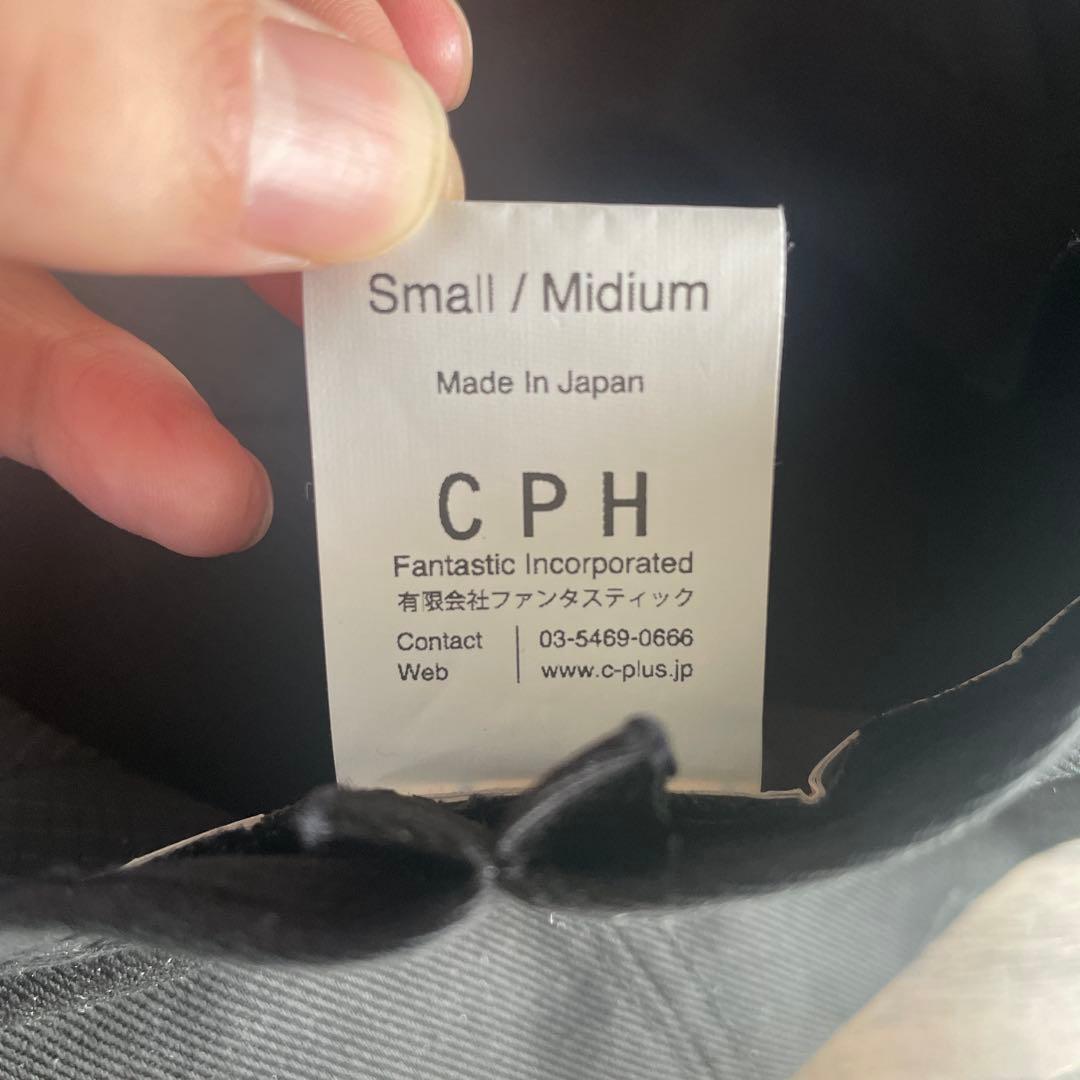 Small / Midium
Made In Japan
CPH
Fantastic Incorporated
有限会社ファンタスティック
Contact | 03-5469-0666
Web | www.c-plus.jp